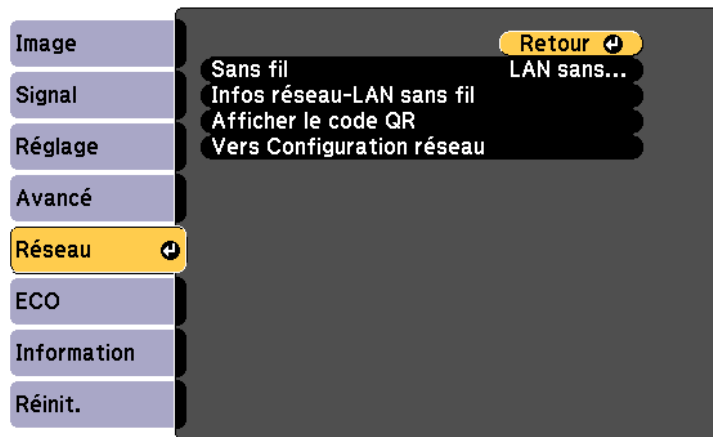 Image
Signal
Réglage
Avancé
Réseau
ECO
Information
Réinit.
Retour
Sans fil LAN sans...
Infos réseau-LAN sans fil
Afficher le code QR
Vers Configuration réseau